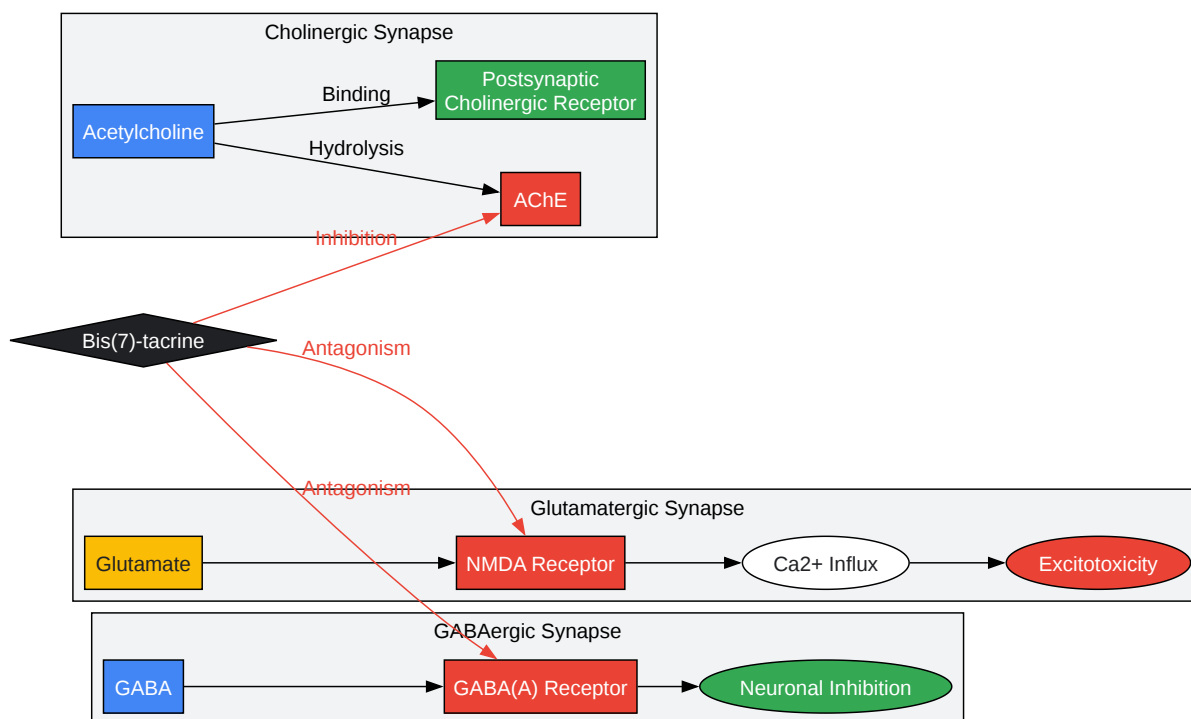 Cholinergic Synapse
Postsynaptic
Cholinergic Receptor
Binding
Acetylcholine
Hydrolysis
AChE
Inhibition
Bis(7)-tacrine
Antagonism
Antagonism
Glutamatergic Synapse
Glutamate
NMDA Receptor
Ca2+ Influx
Excitotoxicity
GABAergic Synapse
GABA
GABA(A) Receptor
Neuronal Inhibition